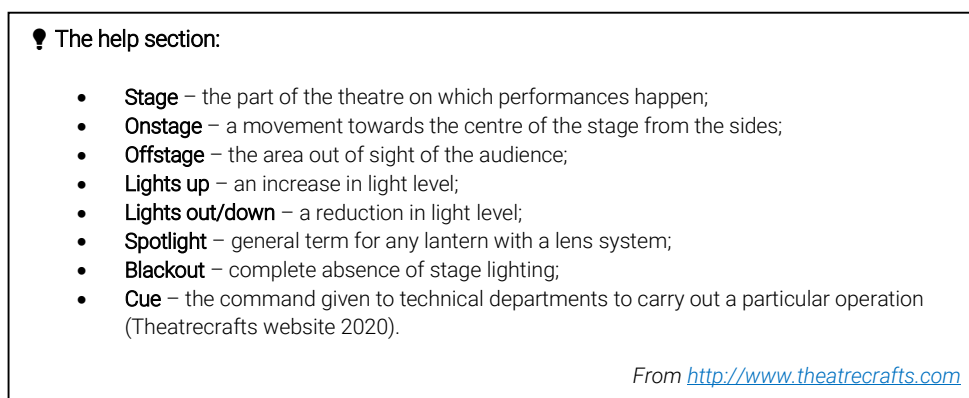 The help section:
• Stage – the part of the theatre on which performances happen;
• Onstage – a movement towards the centre of the stage from the sides;
• Offstage – the area out of sight of the audience;
• Lights up – an increase in light level;
• Lights out/down – a reduction in light level;
• Spotlight – general term for any lantern with a lens system;
• Blackout – complete absence of stage lighting;
• Cue – the command given to technical departments to carry out a particular operation
(Theatrecrafts website 2020).
From http://www.theatrecrafts.com